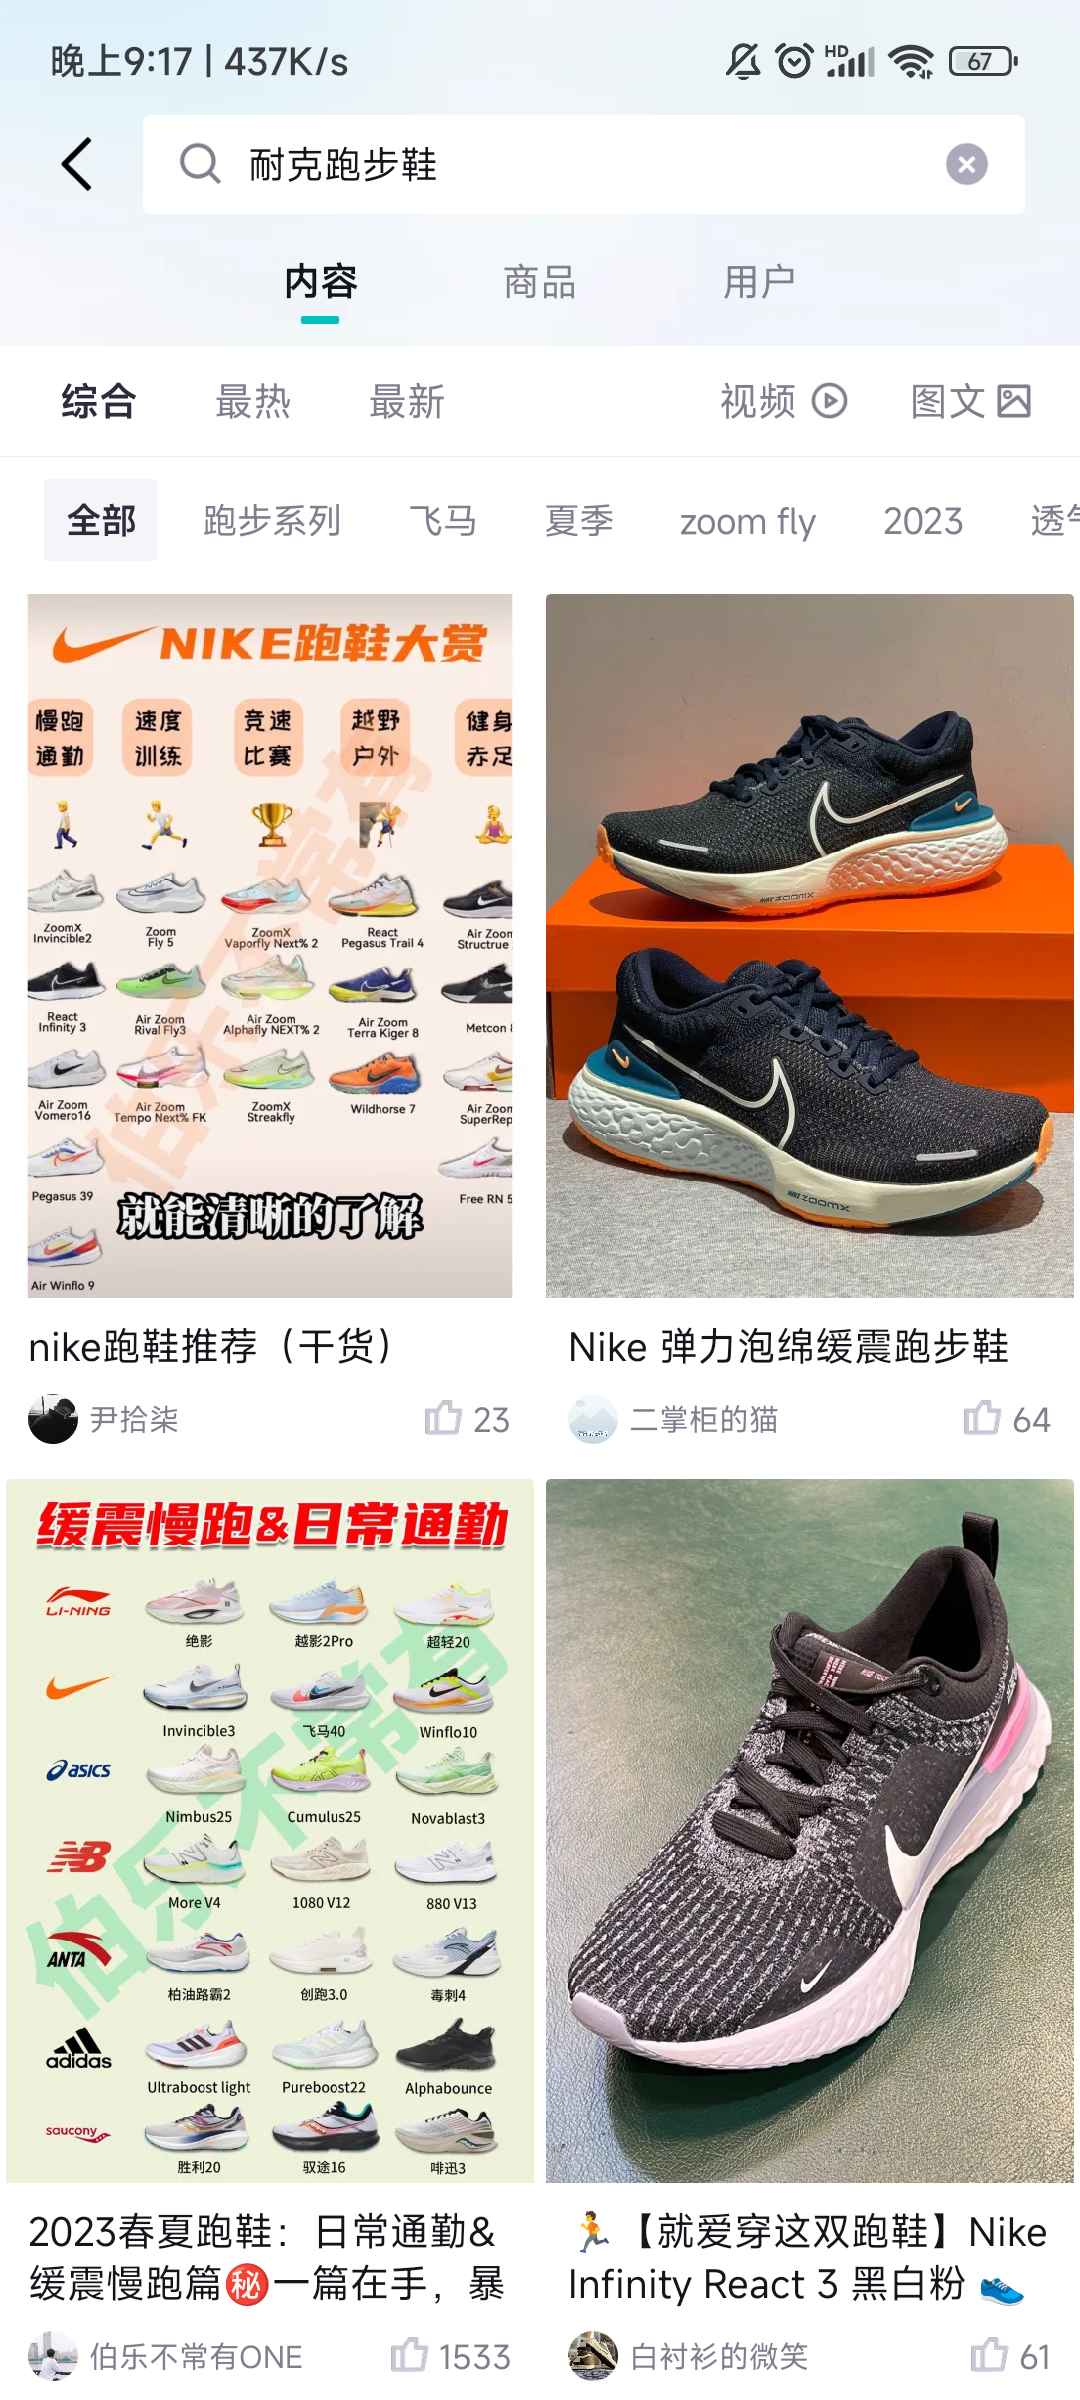 晚上9:17 | 437K/s
HD
67
耐克跑步鞋
内容 商品 用户
综合 最热 最新 视频 图文
全部 跑步系列 飞马 夏季 zoom fly 2023
NIKE跑鞋大赏
慢跑 速度 竞速 越野 健身
通勤 训练 比赛 户外 赤足
ZoomX Zoom ZoomX React Air Zoom
Invincible2 Fly 5 Vaporfly Next% 2 Pegasus Trail 4 Structrue
React Air Zoom Air Zoom Air Zoom Metcon
Infinity 3 Rival Fly3 Alphafly NEXT% 2 Terra Kiger 8
Air Zoom Air Zoom ZoomX Wildhorse 7 Air Zoom
Vomero16 Tempo Next% FK Streakfly SuperRep
Pegasus 39 Free RN 5
就能清晰的了解
Air Winflo 9
NIKE ZOOMX
NIKE ZOOMX
nike跑鞋推荐（干货）
尹拾柒 23
Nike 弹力泡绵缓震跑步鞋
二掌柜的猫 64
缓震慢跑&日常通勤
LI-NING
绝影 越影2Pro 超轻20
Invincible3 飞马40 Winflo10
asics
Nimbus25 Cumulus25 Novablast3
NB
More V4 1080 V12 880 V13
ANTA
柏油路霸2 创跑3.0 毒刺4
adidas
Ultraboost light Pureboost22 Alphabounce
saucony
胜利20 驭途16 啡迅3
伯乐不常有
2023春夏跑鞋：日常通勤&
缓震慢跑篇㊙一篇在手，暴
伯乐不常有ONE 1533
🏃【就爱穿这双跑鞋】Nike
Infinity React 3 黑白粉 👟
白衬衫的微笑 61